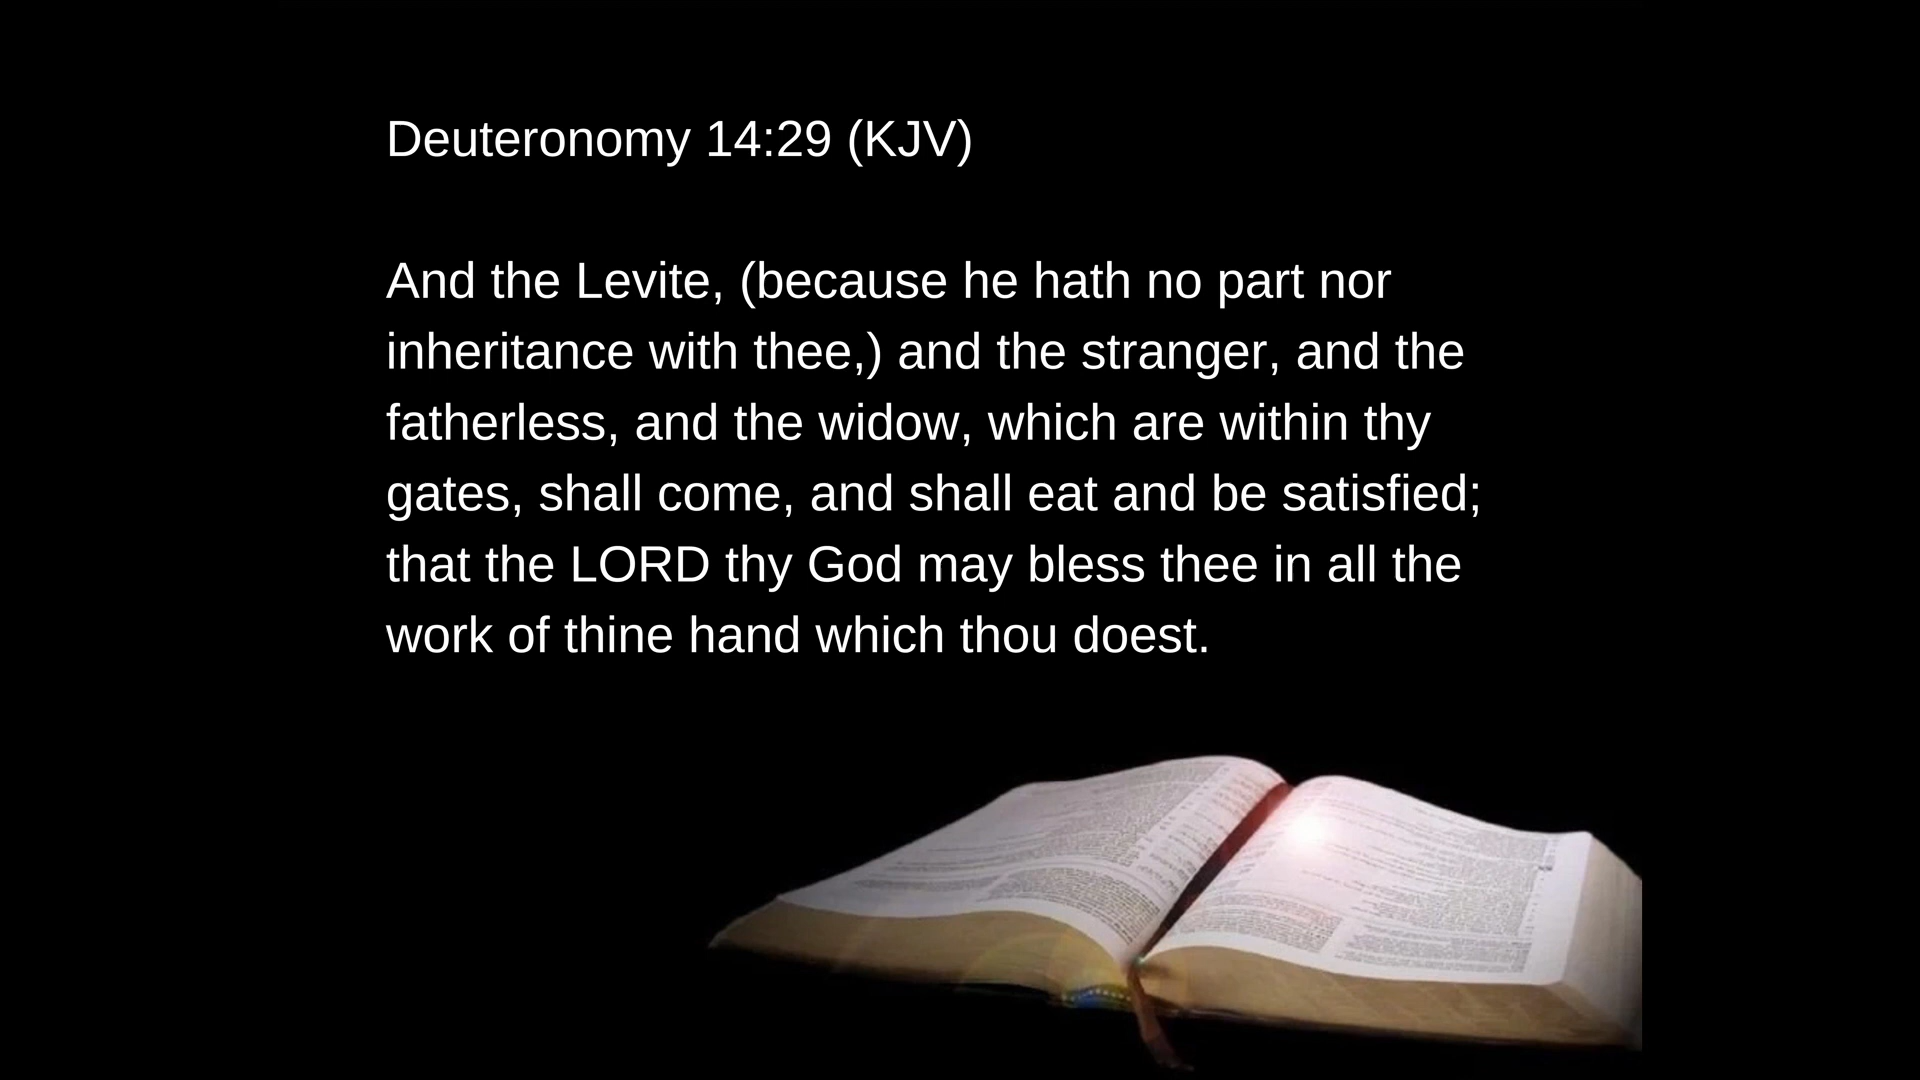 Deuteronomy 14:29 (KJV)
And the Levite, (because he hath no part nor
inheritance with thee,) and the stranger, and the
fatherless, and the widow, which are within thy
gates, shall come, and shall eat and be satisfied;
that the LORD thy God may bless thee in all the
work of thine hand which thou doest.